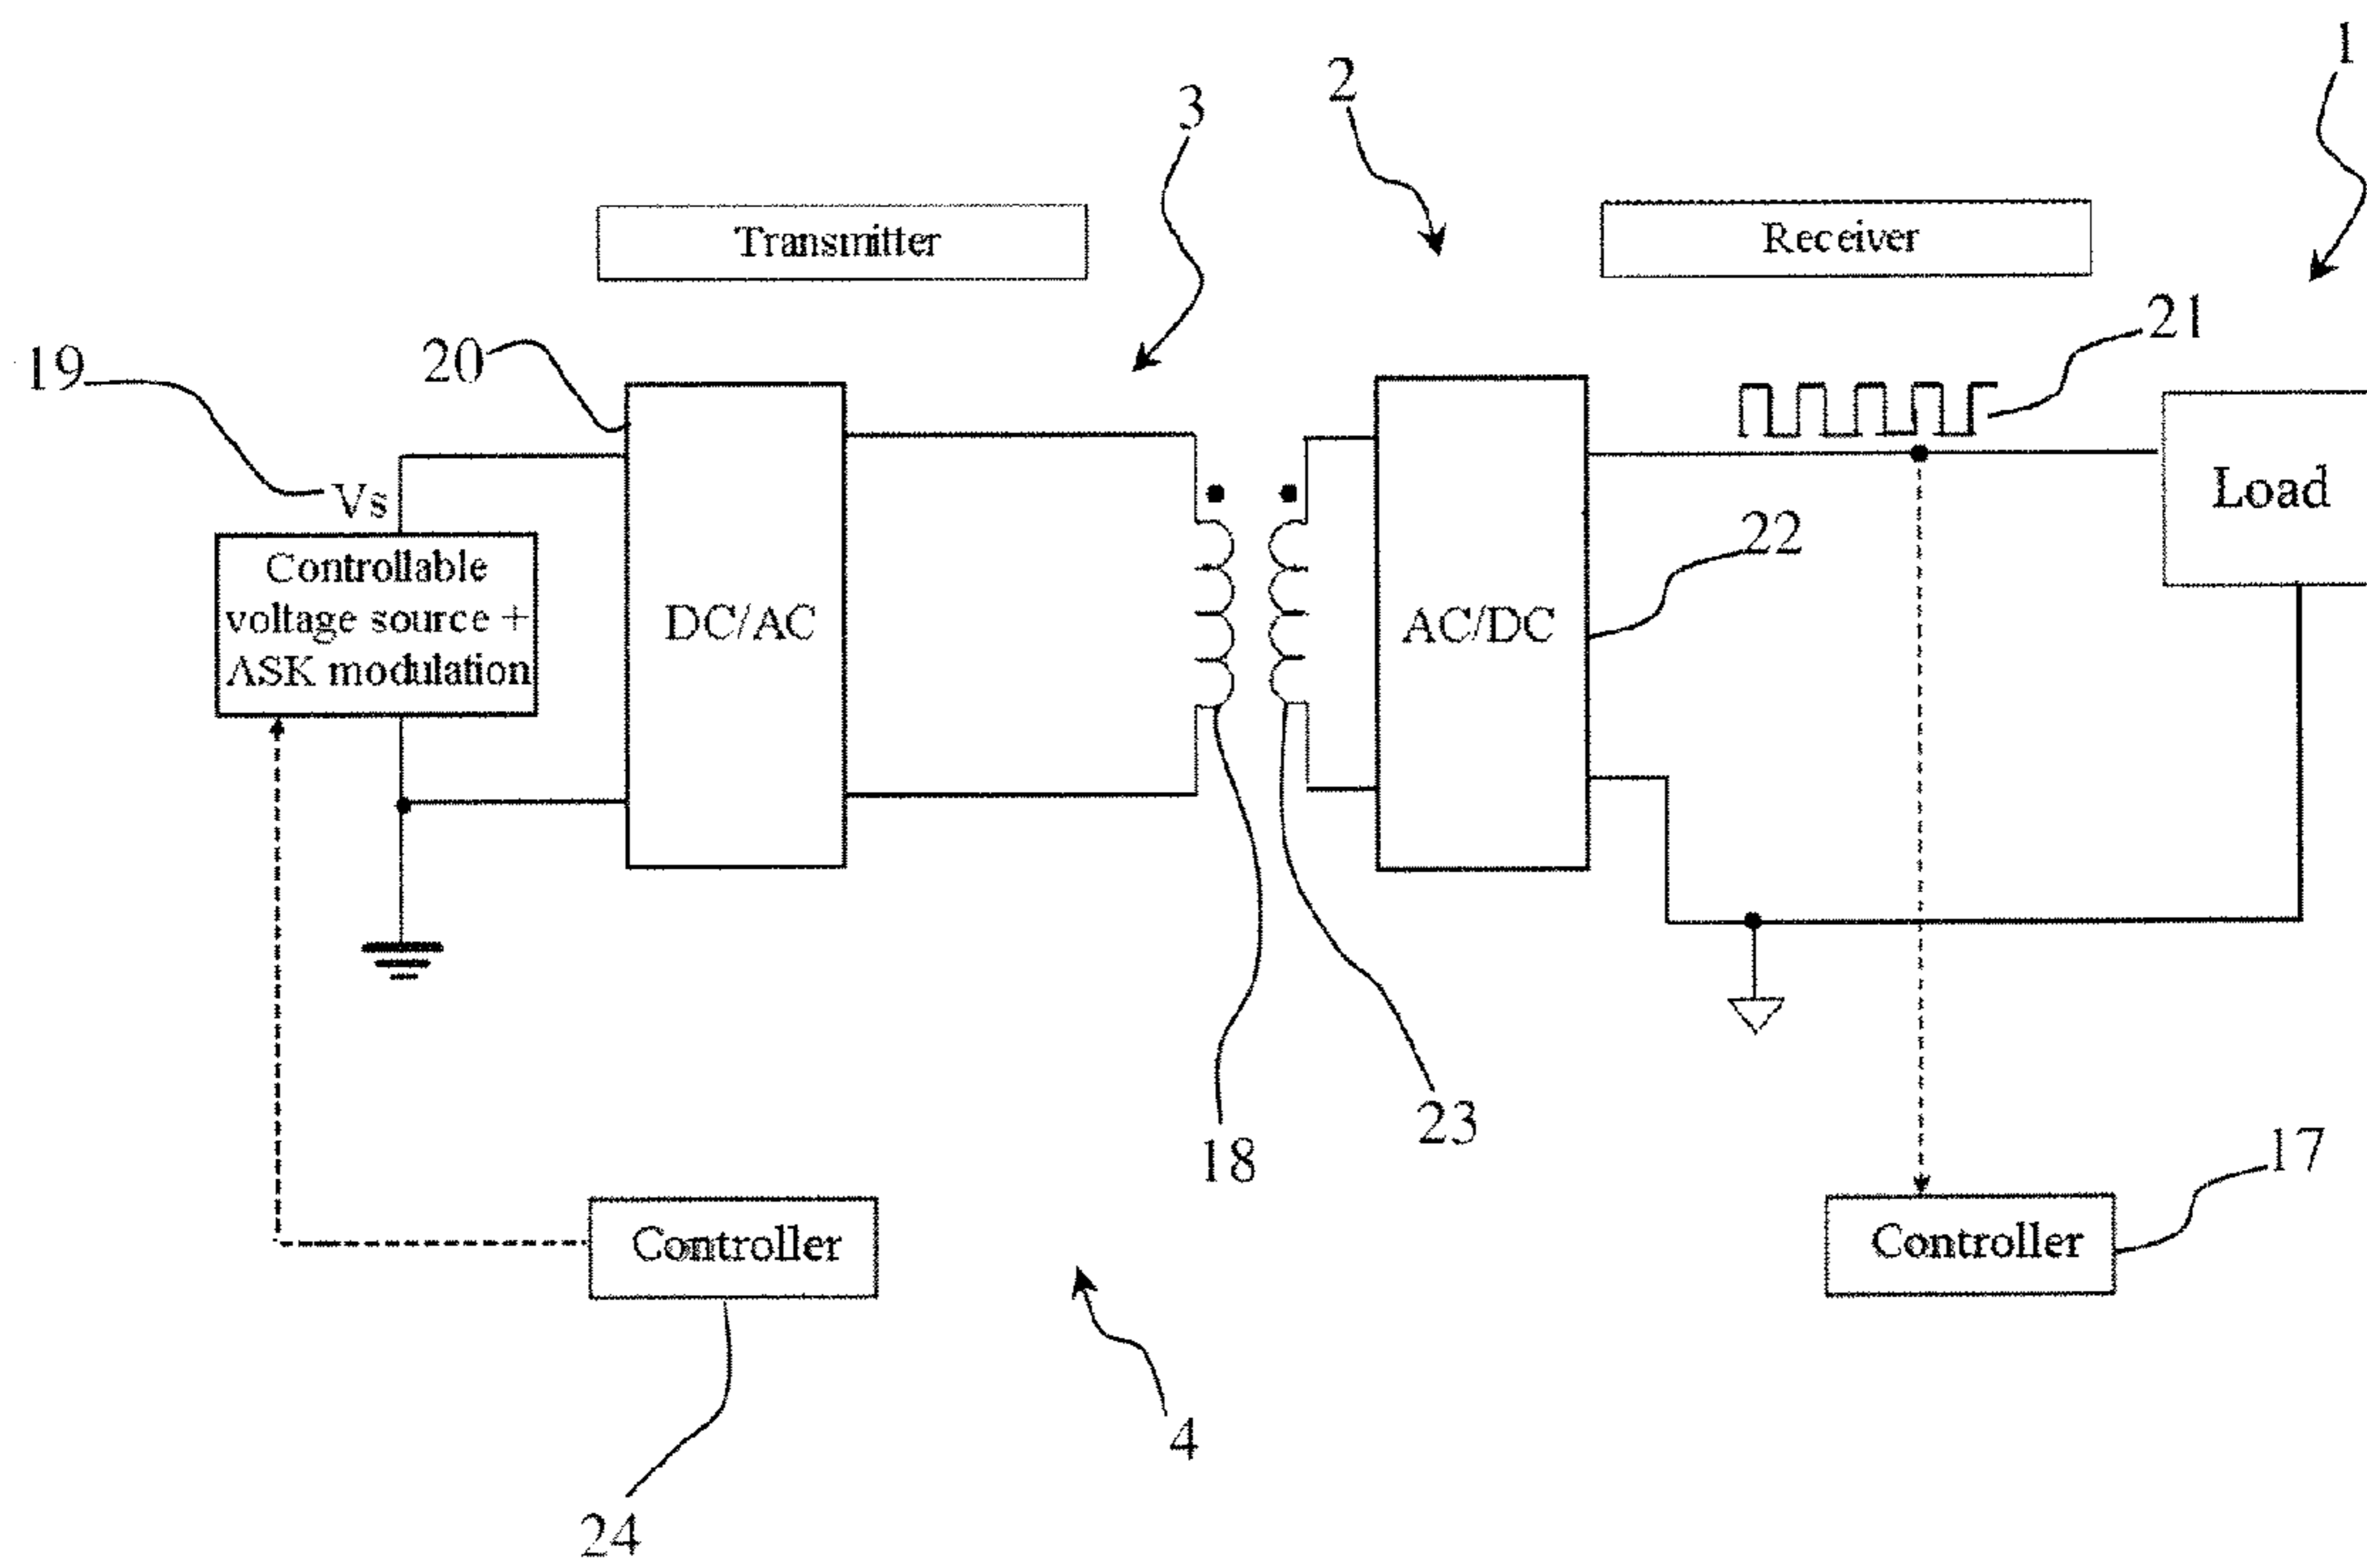 1
2
3
Transmitter
Receiver
21
20
19
Vs
Load
22
Controllable
voltage source +
ASK modulation
DC/AC
AC/DC
23
18
17
Controller
Controller
4
24